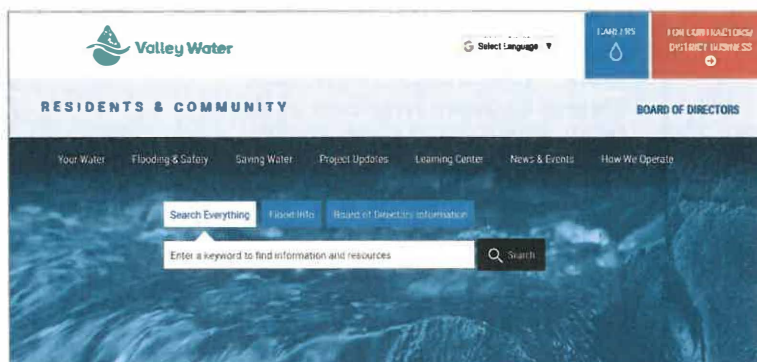 Valley Water
Select Language ▼
CAREERS
FOR CONTRACTORS/
DISTRICT BUSINESS
RESIDENTS & COMMUNITY
BOARD OF DIRECTORS
Your Water Flooding & Safety Saving Water Project Updates Learning Center News & Events How We Operate
Search Everything Flood Info Board of Directors Information
Enter a keyword to find information and resources Search